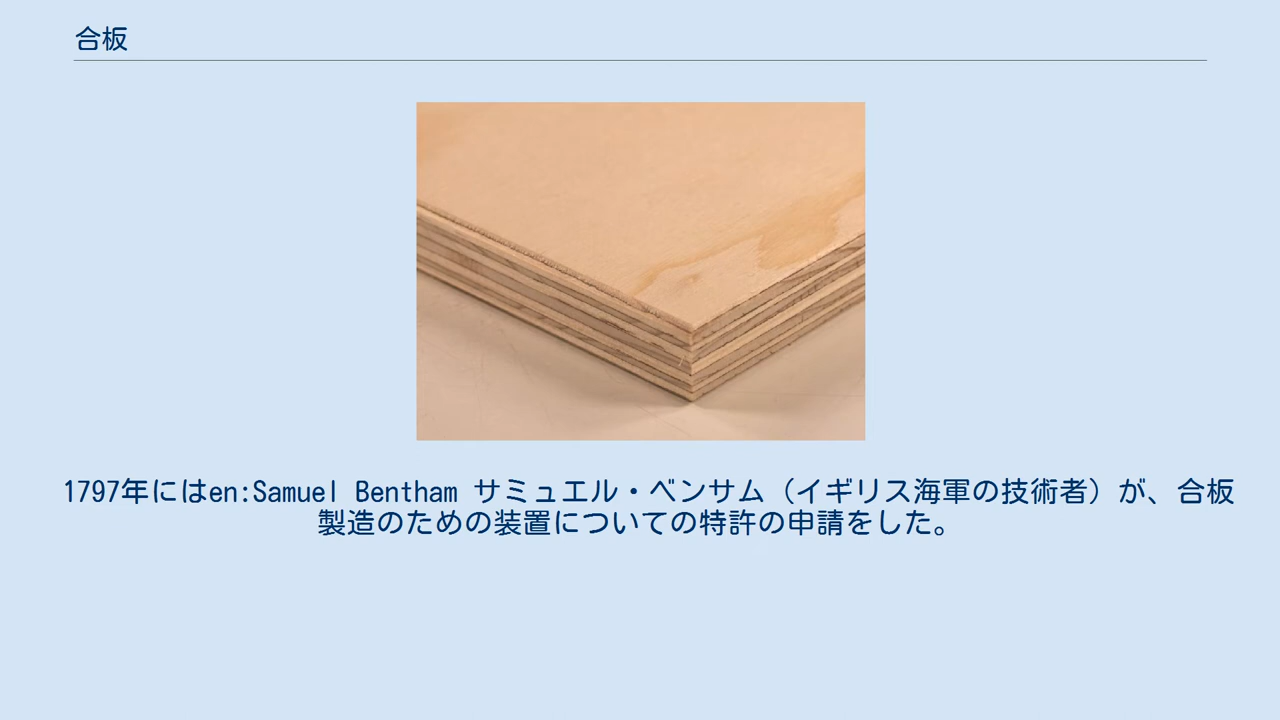 合板
1797年にはen:Samuel Bentham サミュエル・ベンサム（イギリス海軍の技術者）が、合板
製造のための装置についての特許の申請をした。